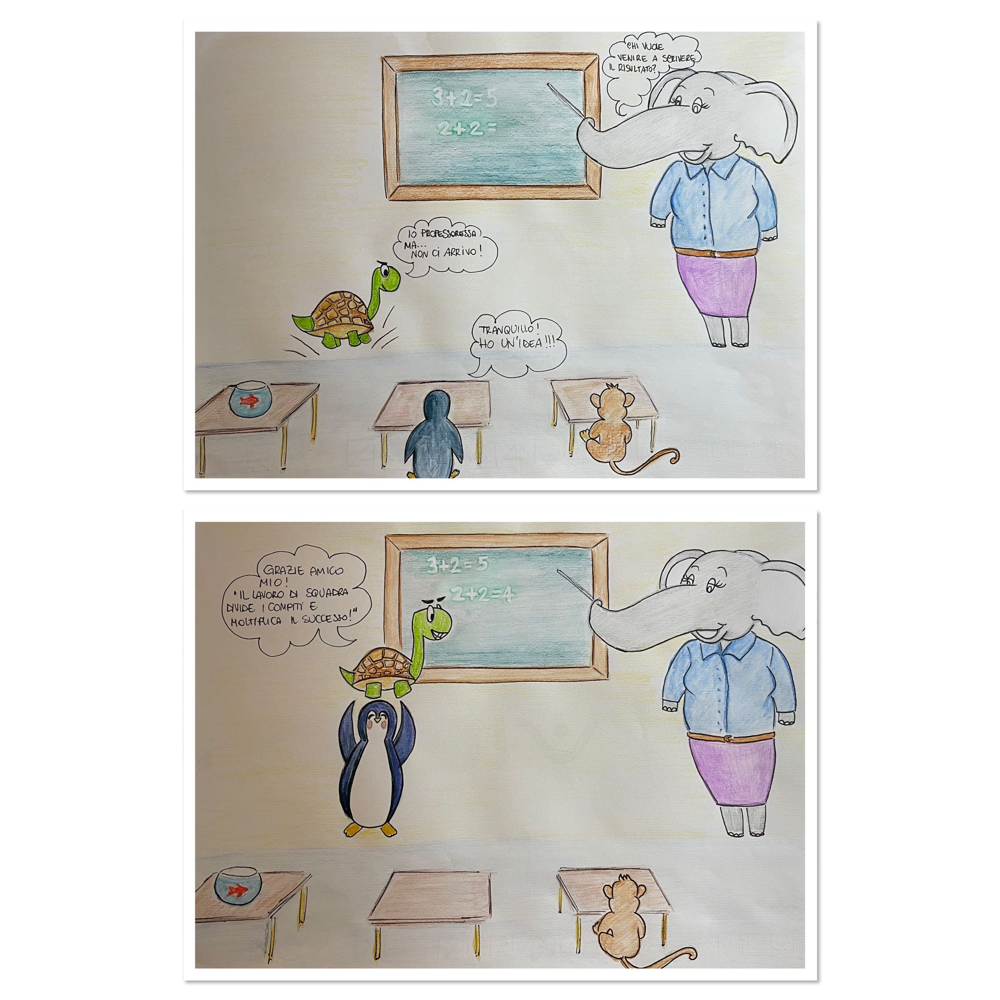 CHI VUOLE
VENIRE A SCRIVERE
IL RISULTATO?
3+2=5
2+2=
IO PROFESSORESSA
MA...
NON CI ARRIVO!
TRANQUILLO!
HO UN'IDEA!!!
GRAZIE AMICO
MIO!
"IL LAVORO DI SQUADRA
DIVIDE I COMPITI E
MOLTIPLICA IL SUCCESSO!"
3+2=5
2+2=4